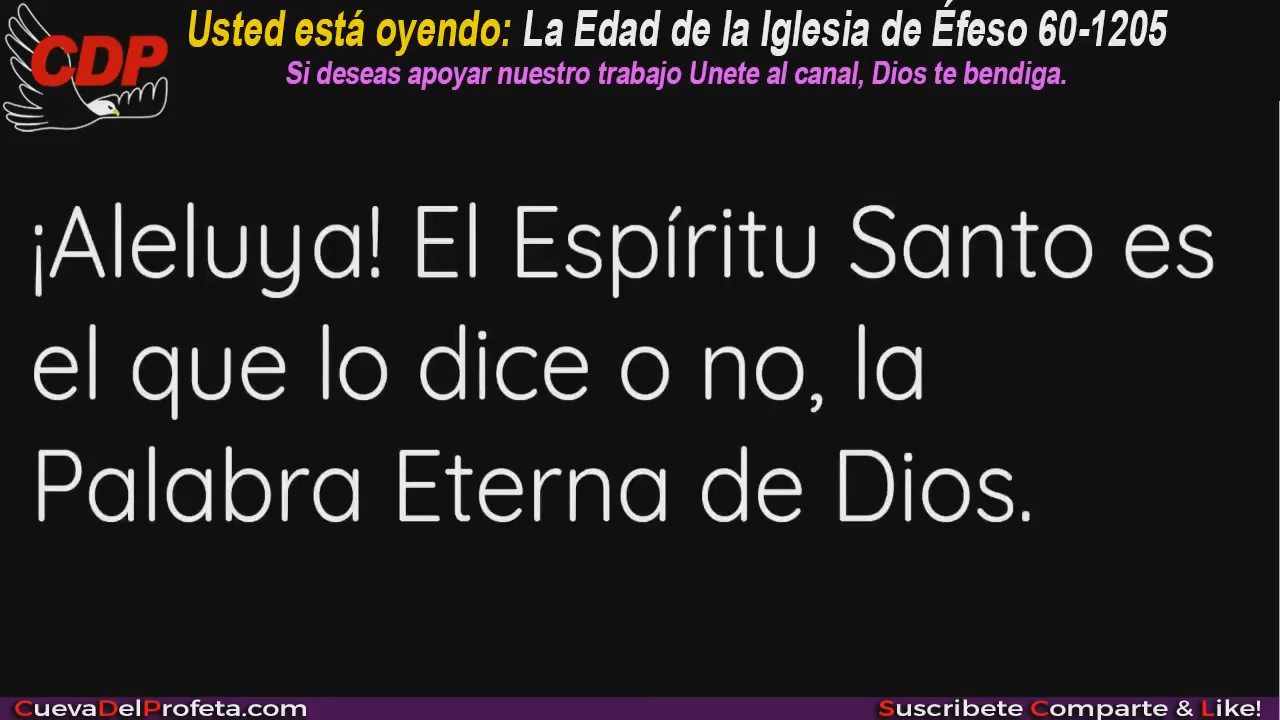 CDP
Usted está oyendo: La Edad de la Iglesia de Éfeso 60-1205
Si deseas apoyar nuestro trabajo Unete al canal, Dios te bendiga.
¡Aleluya! El Espíritu Santo es
el que lo dice o no, la
Palabra Eterna de Dios.
CuevaDelProfeta.com
Suscribete Comparte & Like!